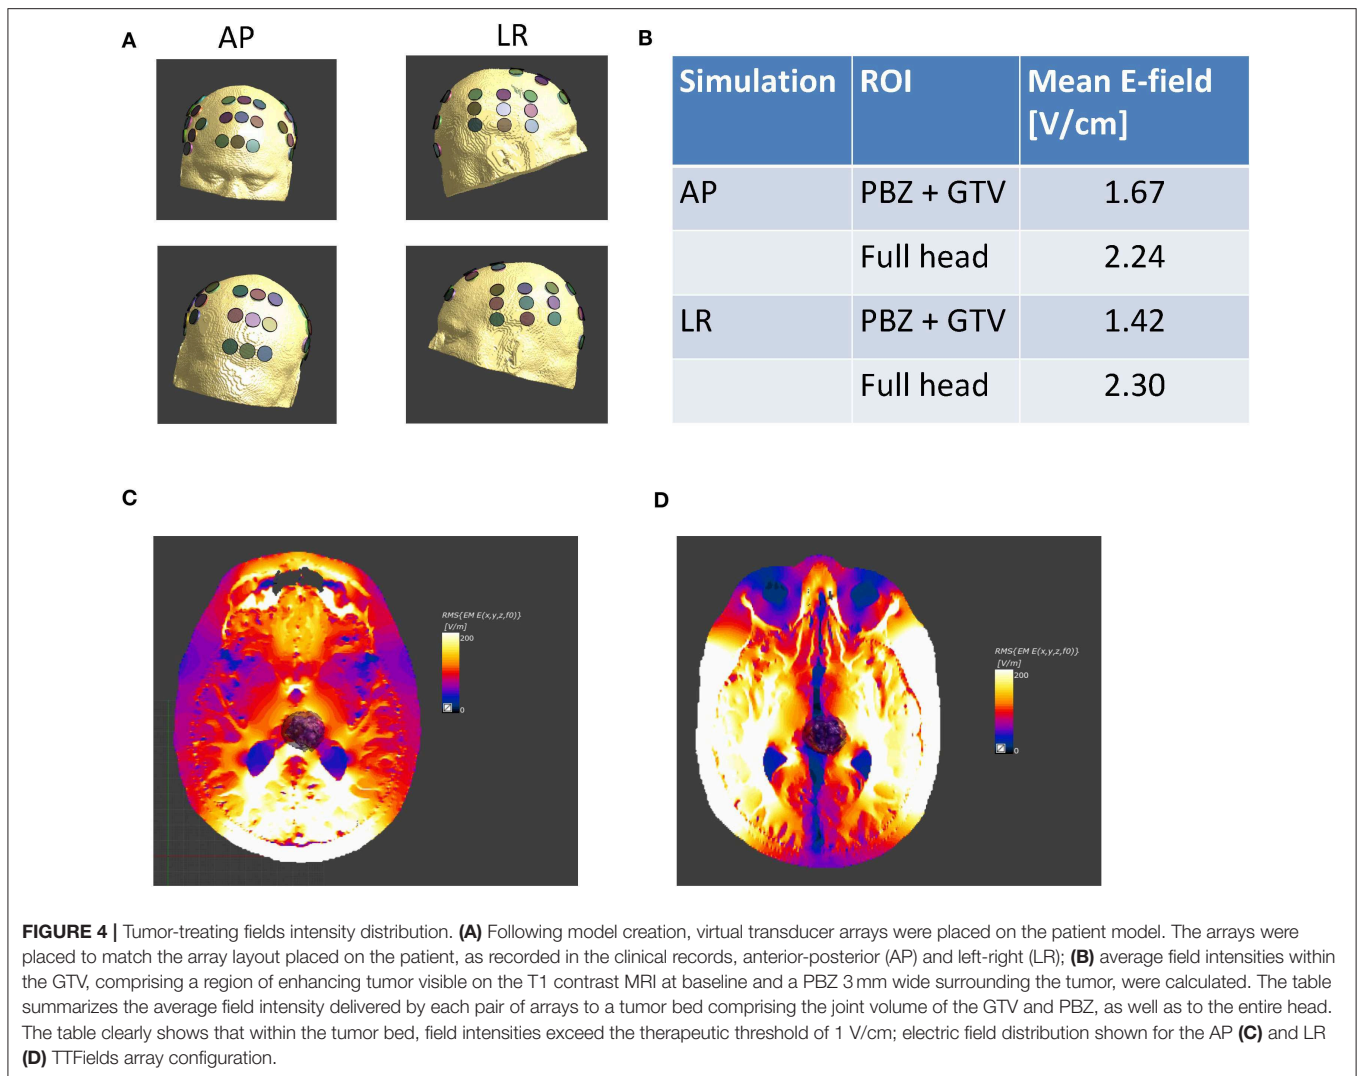 A
AP
LR
B
Simulation ROI Mean E-field
[V/cm]
AP PBZ + GTV 1.67
Full head 2.24
LR PBZ + GTV 1.42
Full head 2.30
C
D
RMS{EM E(x,y,z,f0)}
[V/m]
200
0
RMS{EM E(x,y,z,f0)}
[V/m]
200
0
FIGURE 4 | Tumor-treating fields intensity distribution. (A) Following model creation, virtual transducer arrays were placed on the patient model. The arrays were
placed to match the array layout placed on the patient, as recorded in the clinical records, anterior-posterior (AP) and left-right (LR); (B) average field intensities within
the GTV, comprising a region of enhancing tumor visible on the T1 contrast MRI at baseline and a PBZ 3 mm wide surrounding the tumor, were calculated. The table
summarizes the average field intensity delivered by each pair of arrays to a tumor bed comprising the joint volume of the GTV and PBZ, as well as to the entire head.
The table clearly shows that within the tumor bed, field intensities exceed the therapeutic threshold of 1 V/cm; electric field distribution shown for the AP (C) and LR
(D) TTFields array configuration.